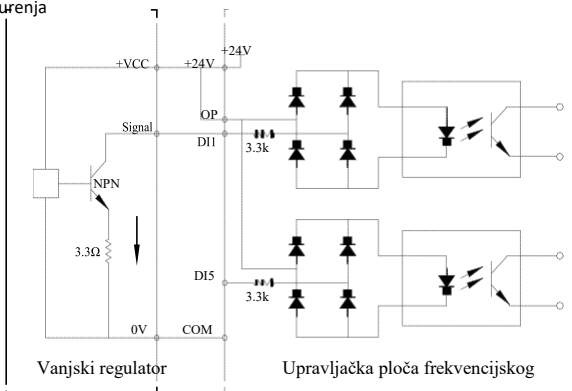 urenja
+24V
+VCC
+24V
OP
Signal
DI1
3.3k
NPN
3.3Ω
DI5
3.3k
0V
COM
Vanjski regulator
Upravljačka ploča frekvencijskog